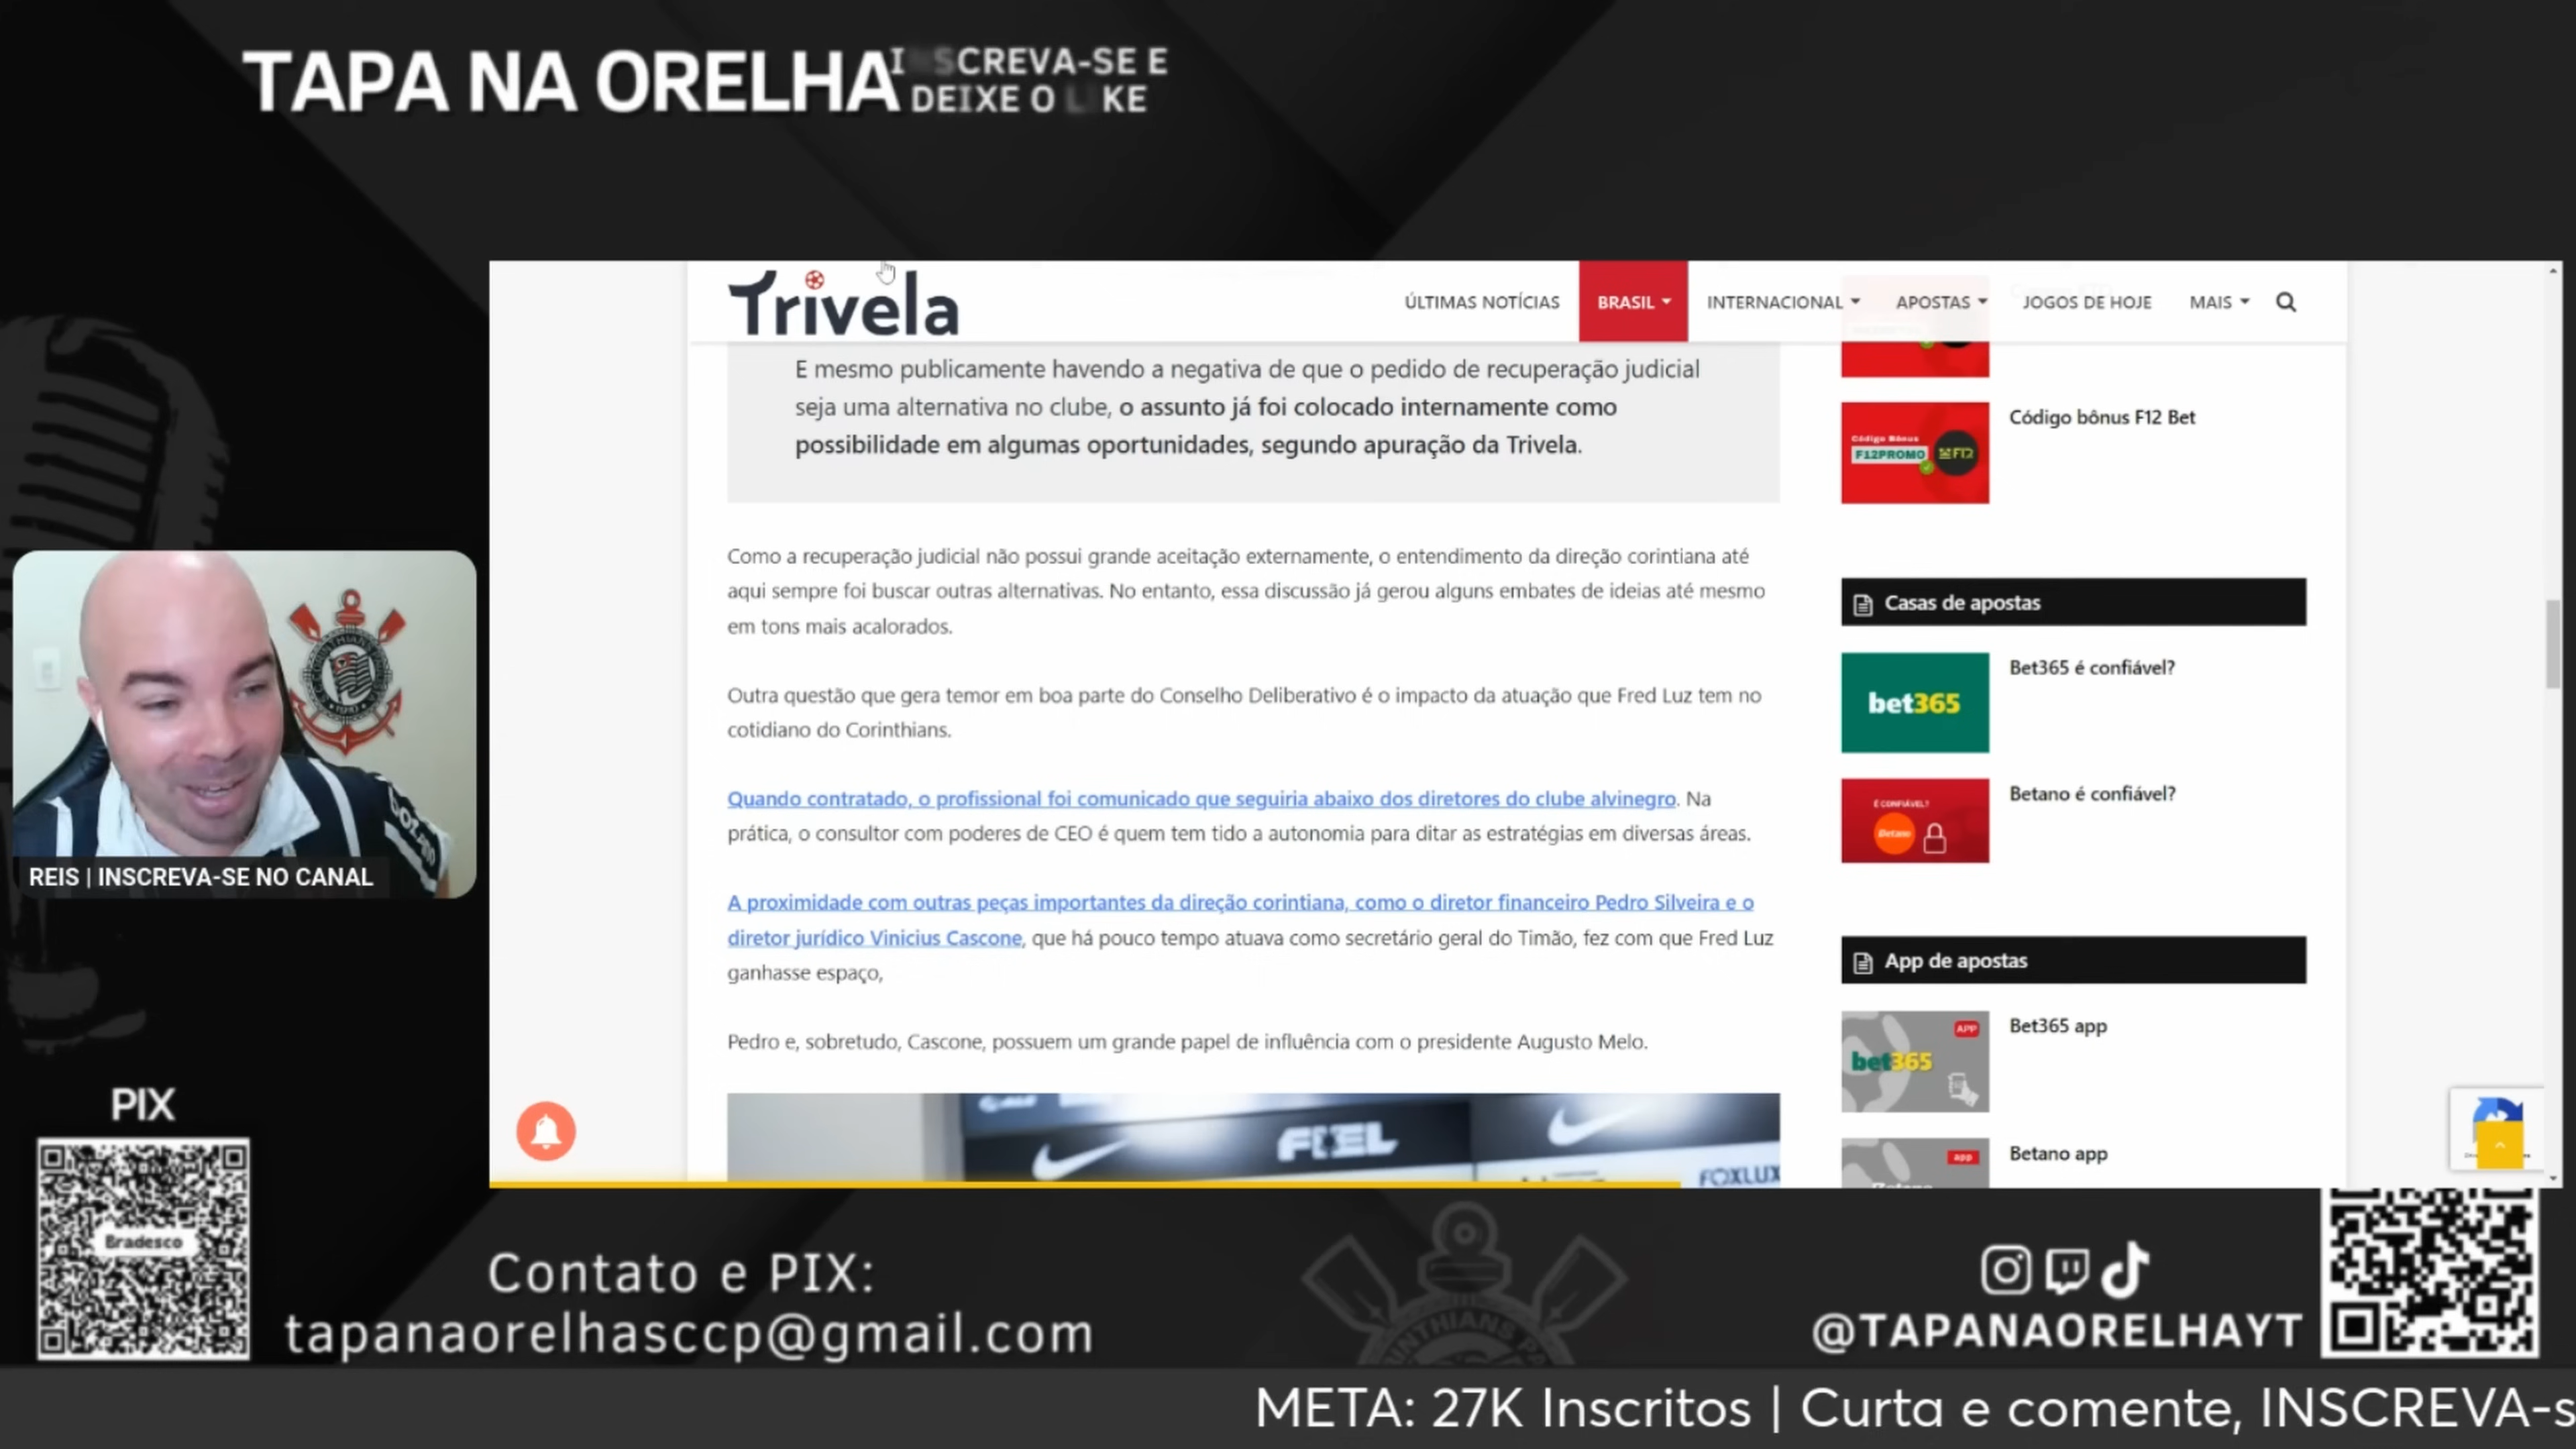 TAPA NA ORELHA
I SCREVA-SE E
DEIXE O L KE
Trivela
ÚLTIMAS NOTÍCIAS
BRASIL
INTERNACIONAL
APOSTAS
JOGOS DE HOJE
MAIS
E mesmo publicamente havendo a negativa de que o pedido de recuperação judicial
seja uma alternativa no clube, o assunto já foi colocado internamente como
possibilidade em algumas oportunidades, segundo apuração da Trivela.
Como a recuperação judicial não possui grande aceitação externamente, o entendimento da direção corintiana até
aqui sempre foi buscar outras alternativas. No entanto, essa discussão já gerou alguns embates de ideias até mesmo
em tons mais acalorados.
Outra questão que gera temor em boa parte do Conselho Deliberativo é o impacto da atuação que Fred Luz tem no
cotidiano do Corinthians.
Quando contratado, o profissional foi comunicado que seguiria abaixo dos diretores do clube alvinegro. Na
prática, o consultor com poderes de CEO é quem tem tido a autonomia para ditar as estratégias em diversas áreas.
A proximidade com outras peças importantes da direção corintiana, como o diretor financeiro Pedro Silveira e o
diretor jurídico Vinicius Cascone, que há pouco tempo atuava como secretário geral do Timão, fez com que Fred Luz
ganhasse espaço,
Pedro e, sobretudo, Cascone, possuem um grande papel de influência com o presidente Augusto Melo.
FIEL
FOXLUX
Código Bônus
F12PROMO
F12
Código bônus F12 Bet
Casas de apostas
bet365
Bet365 é confiável?
É CONFIÁVEL?
Betano
Betano é confiável?
App de apostas
APP
bet365
Bet365 app
app
Betano app
REIS | INSCREVA-SE NO CANAL
PIX
Bradesco
Contato e PIX:
tapanaorelhasccp@gmail.com
@TAPANAORELHAYT
META: 27K Inscritos | Curta e comente, INSCREVA-s